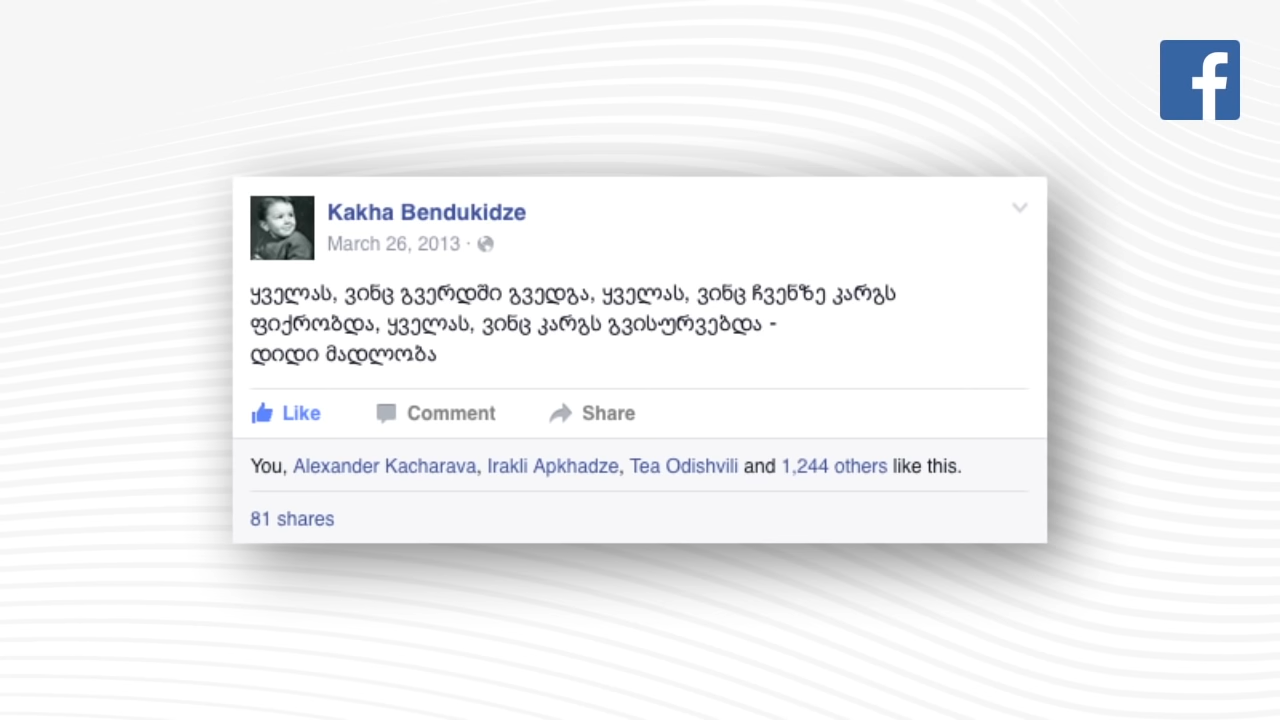 Kakha Bendukidze
March 26, 2013 ·
ყველას, ვინც გვერდში გვედგა, ყველას, ვინც ჩვენზე კარგს
ფიქრობდა, ყველას, ვინც კარგს გვისურვებდა -
დიდი მადლობა
Like Comment Share
You, Alexander Kacharava, Irakli Apkhadze, Tea Odishvili and 1,244 others like this.
81 shares